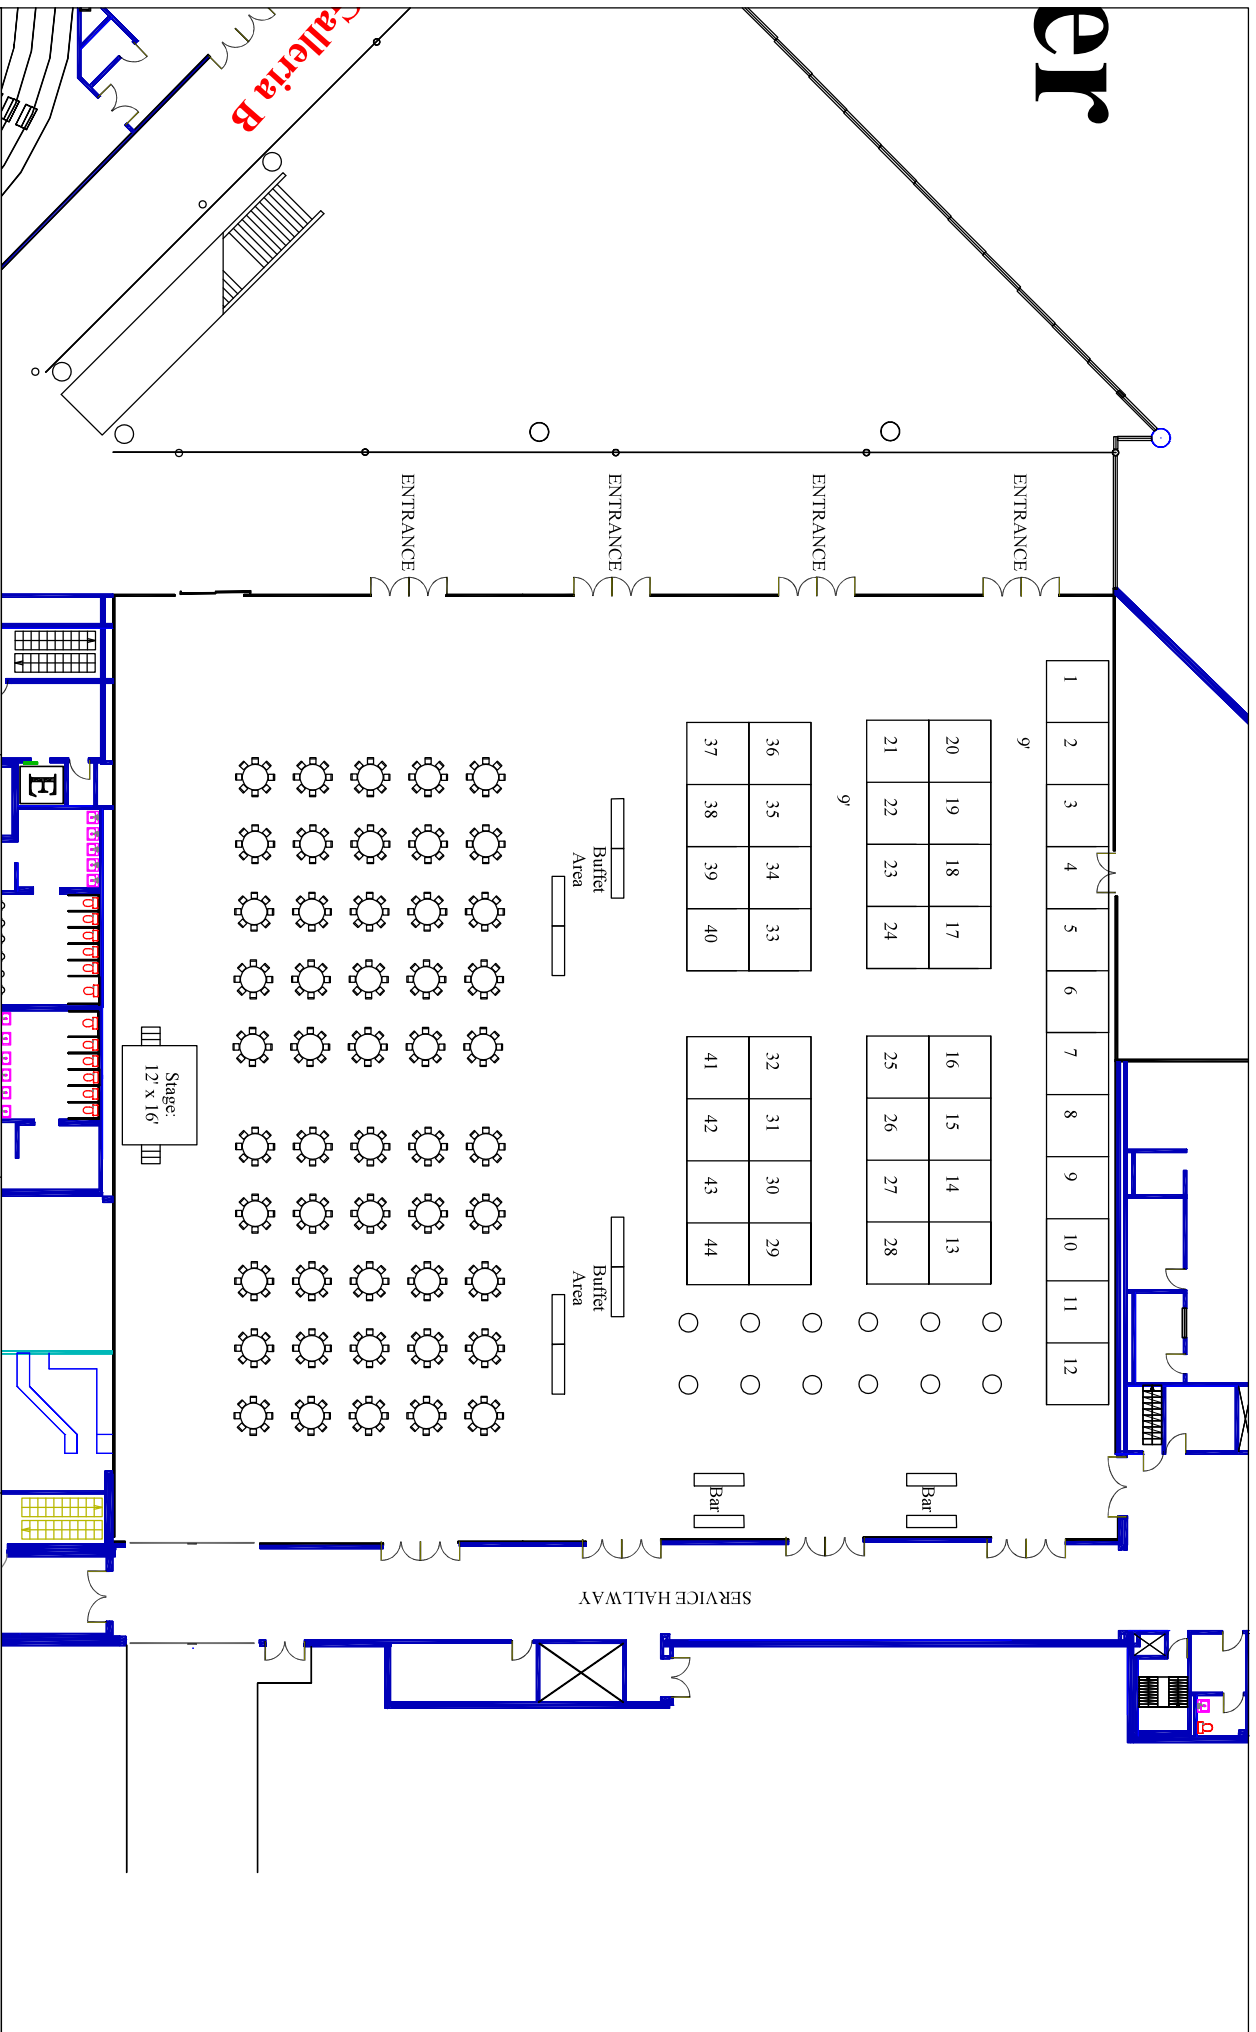 er
1 2 3 4 5 6 7 8 9 10 11 12
9'
ENTRANCE
20 19 18 17 16 15 14 13
Bar
21 22 23 24 25 26 27 28
9'
ENTRANCE
36 35 34 33 32 31 30 29
Bar
37 38 39 40 41 42 43 44
SERVICE HALLWAY
ENTRANCE
Buffet
Area
Buffet
Area
ENTRANCE
Galleria B
Stage:
12' x 16'
E